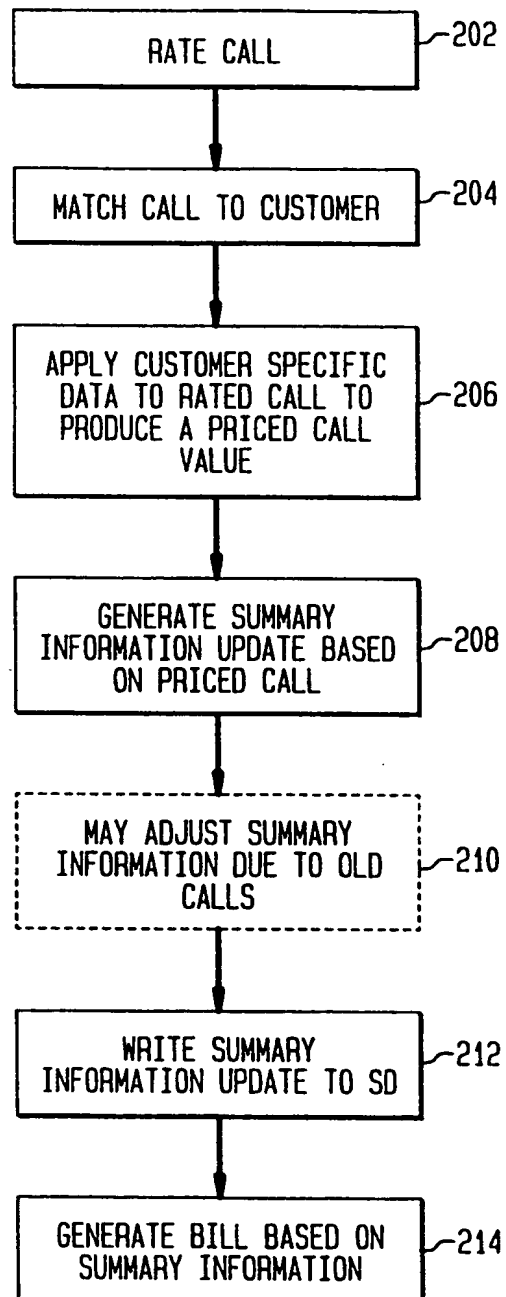 RATE CALL
202
MATCH CALL TO CUSTOMER
204
APPLY CUSTOMER SPECIFIC
DATA TO RATED CALL TO
PRODUCE A PRICED CALL
VALUE
206
GENERATE SUMMARY
INFORMATION UPDATE BASED
ON PRICED CALL
208
MAY ADJUST SUMMARY
INFORMATION DUE TO OLD
CALLS
210
WRITE SUMMARY
INFORMATION UPDATE TO SD
212
GENERATE BILL BASED ON
SUMMARY INFORMATION
214